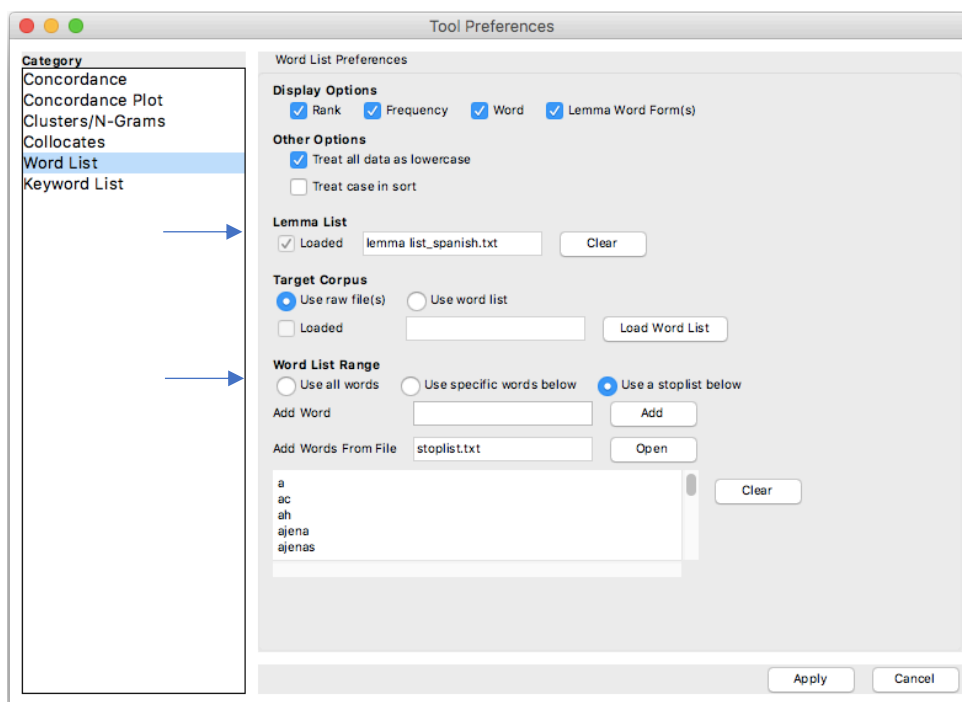 Tool Preferences
Category
Concordance
Concordance Plot
Clusters/N-Grams
Collocates
Word List
Keyword List
Word List Preferences
Display Options
Rank Frequency Word Lemma Word Form(s)
Other Options
Treat all data as lowercase
Treat case in sort
Lemma List
Loaded lemma list_spanish.txt Clear
Target Corpus
Use raw file(s) Use word list
Loaded Load Word List
Word List Range
Use all words Use specific words below Use a stoplist below
Add Word Add
Add Words From File stoplist.txt Open
a
ac
ah
ajena
ajenas
Clear
Apply Cancel